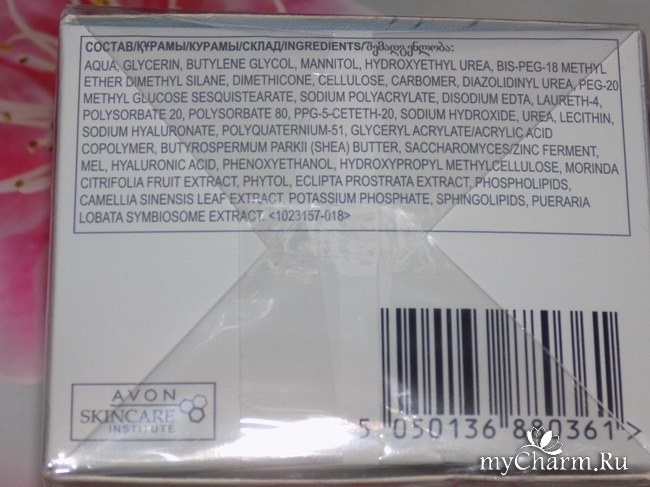 СОСТАВ/ҚҰРАМЫ/КУРАМЫ/СКЛАД/INGREDIENTS/შემადგენლობა:
AQUA, GLYCERIN, BUTYLENE GLYCOL, MANNITOL, HYDROXYETHYL UREA, BIS-PEG-18 METHYL
ETHER DIMETHYL SILANE, DIMETHICONE, CELLULOSE, CARBOMER, DIAZOLIDINYL UREA, PEG-20
METHYL GLUCOSE SESQUISTEARATE, SODIUM POLYACRYLATE, DISODIUM EDTA, LAURETH-4,
POLYSORBATE 20, POLYSORBATE 80, PPG-5-CETETH-20, SODIUM HYDROXIDE, UREA, LECITHIN,
SODIUM HYALURONATE, POLYQUATERNIUM-51, GLYCERYL ACRYLATE/ACRYLIC ACID
COPOLYMER, BUTYROSPERMUM PARKII (SHEA) BUTTER, SACCHAROMYCES/ZINC FERMENT,
MEL, HYALURONIC ACID, PHENOXYETHANOL, HYDROXYPROPYL METHYLCELLULOSE, MORINDA
CITRIFOLIA FRUIT EXTRACT, PHYTOL, ECLIPTA PROSTRATA EXTRACT, PHOSPHOLIPIDS,
CAMELLIA SINENSIS LEAF EXTRACT, POTASSIUM PHOSPHATE, SPHINGOLIPIDS, PUERARIA
LOBATA SYMBIOSOME EXTRACT. <1023157-018>
AVON
SKINCARE
INSTITUTE
5 050136 880361>
myCharm.Ru